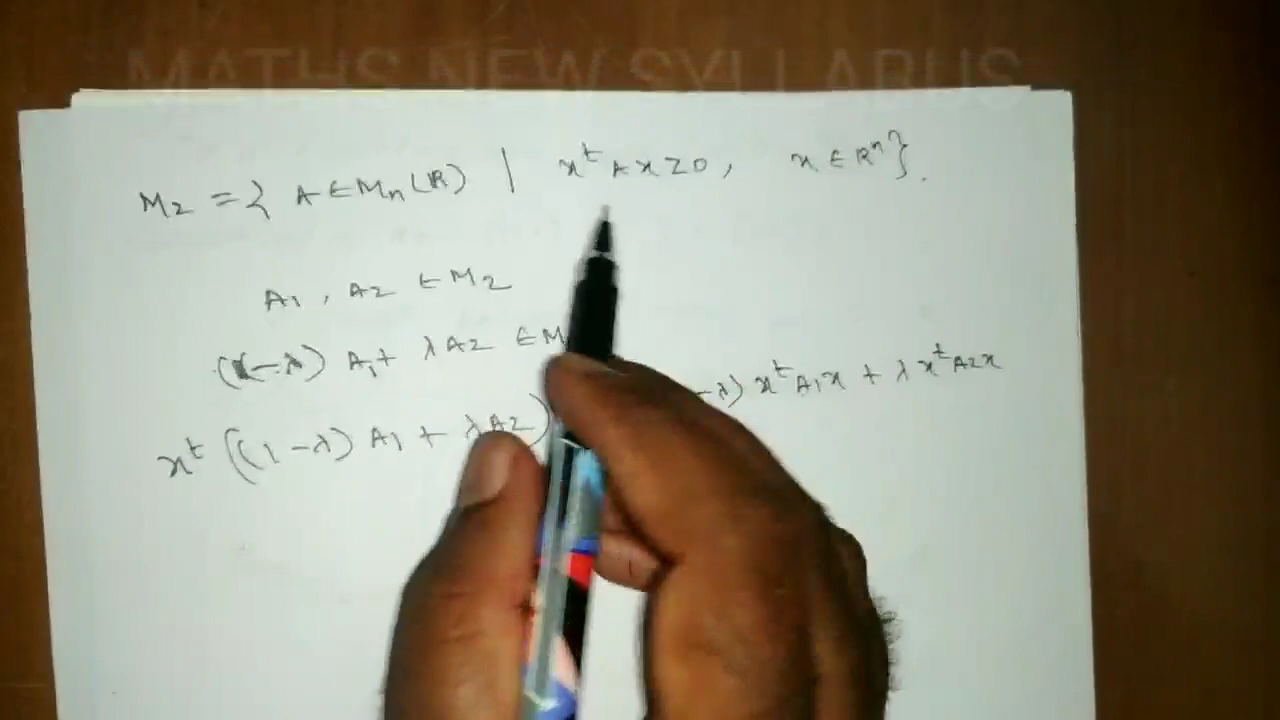 MATHS NEW SYLLABUS
M2 = { A ∈ Mn(R) | x^t A x ≥ 0, x ∈ R^n}.
A1, A2 ∈ M2
(1-λ) A1 + λ A2 ∈ M
x^t ((1-λ) A1 + λ A2) -λ) x^t A1 x + λ x^t A2 x